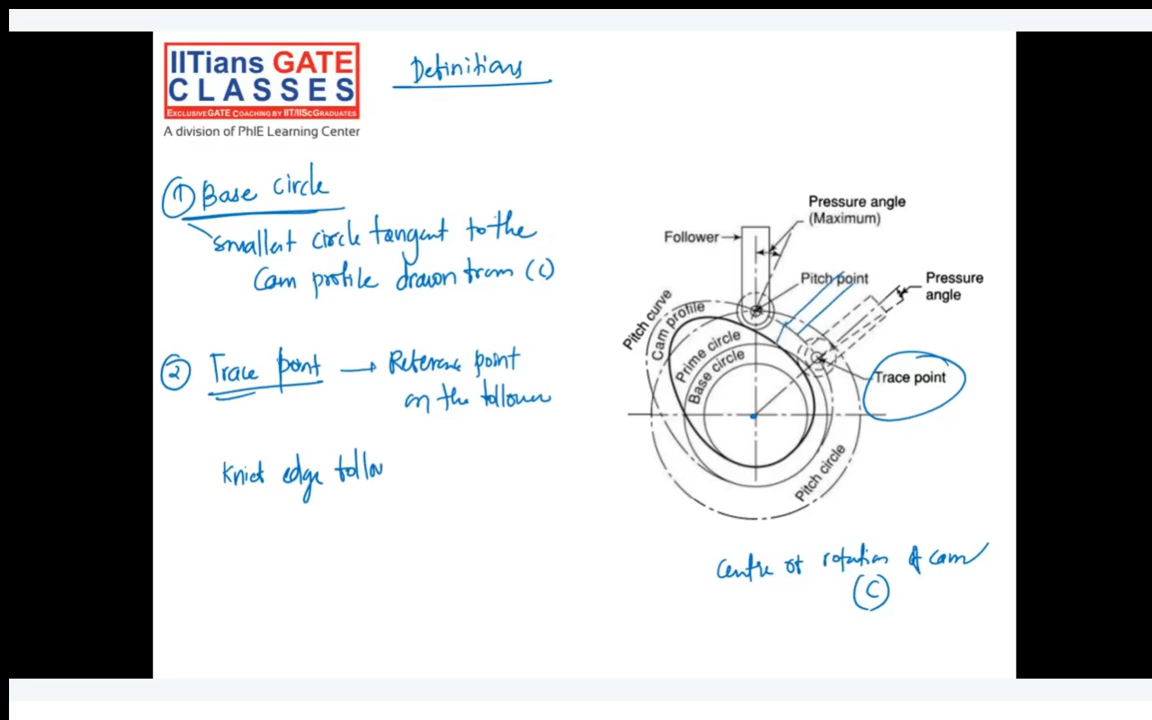 IITians GATE
CLASSES
EXCLUSIVE GATE COACHING BY IIT/IISc GRADUATES
A division of PhIE Learning Center
Definitions
① Base circle
smallest circle tangent to the
Cam profile drawn from (C)
② Trace point → Reference point
on the follower
Knief edge follow
Pressure angle
(Maximum)
Follower
Pitch point
Pressure
angle
Pitch curve
Cam profile
Prime circle
Base circle
Trace point
Pitch circle
Centre of rotation of cam
(C)